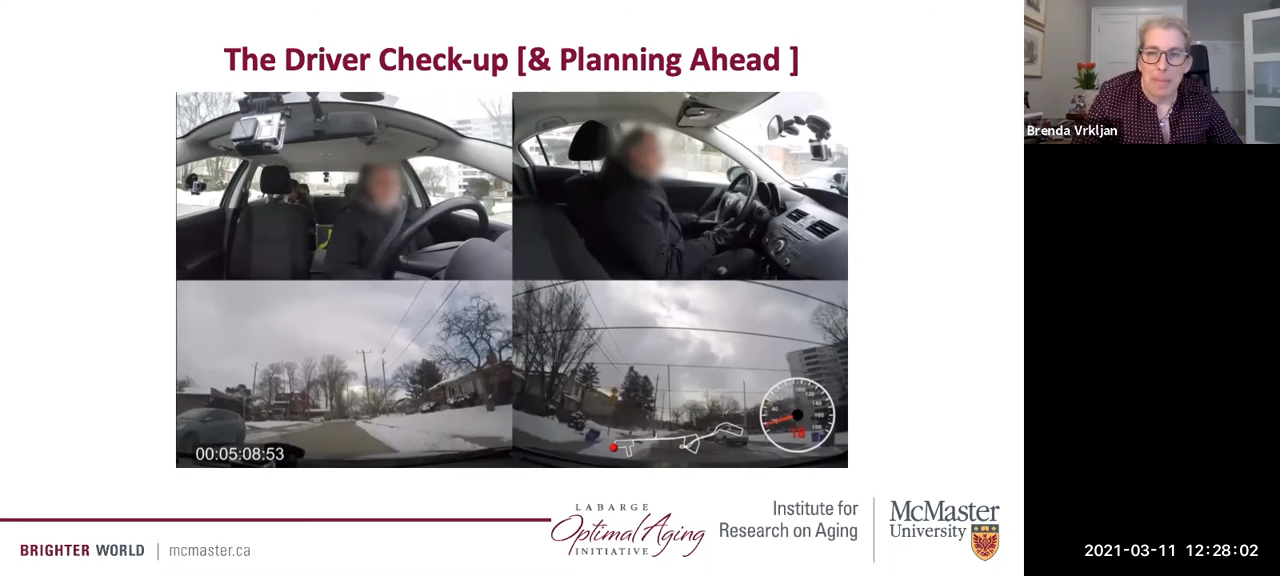 The Driver Check-up [& Planning Ahead ]
Brenda Vrkljan
00:05:08:53
BRIGHTER WORLD | mcmaster.ca
LABARGE
Optimal Aging
INITIATIVE
Institute for
Research on Aging
McMaster
University
2021-03-11 12:28:02